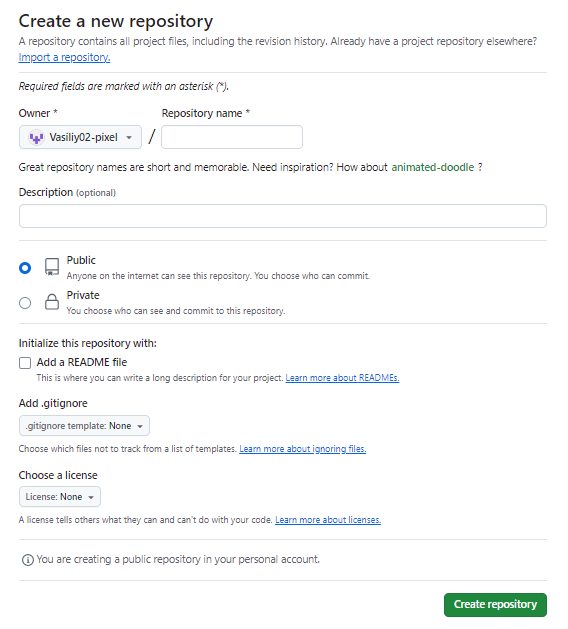 Create a new repository
A repository contains all project files, including the revision history. Already have a project repository elsewhere?
Import a repository.
Required fields are marked with an asterisk (*).
Owner * Repository name *
Vasiliy02-pixel /
Great repository names are short and memorable. Need inspiration? How about animated-doodle ?
Description (optional)
Public
Anyone on the internet can see this repository. You choose who can commit.
Private
You choose who can see and commit to this repository.
Initialize this repository with:
Add a README file
This is where you can write a long description for your project. Learn more about READMEs.
Add .gitignore
.gitignore template: None
Choose which files not to track from a list of templates. Learn more about ignoring files.
Choose a license
License: None
A license tells others what they can and can't do with your code. Learn more about licenses.
You are creating a public repository in your personal account.
Create repository